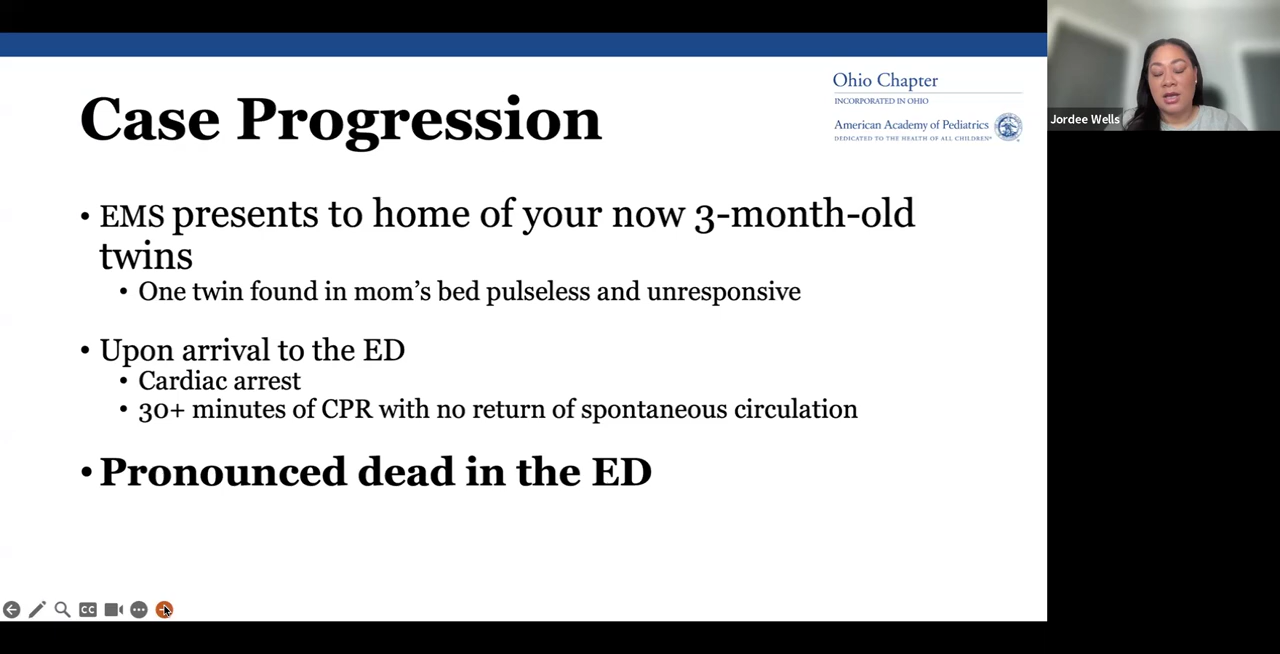 Case Progression
Ohio Chapter
INCORPORATED IN OHIO
American Academy of Pediatrics
DEDICATED TO THE HEALTH OF ALL CHILDREN®
Jordee Wells
• EMS presents to home of your now 3-month-old
twins
• One twin found in mom’s bed pulseless and unresponsive
• Upon arrival to the ED
• Cardiac arrest
• 30+ minutes of CPR with no return of spontaneous circulation
• Pronounced dead in the ED
CC